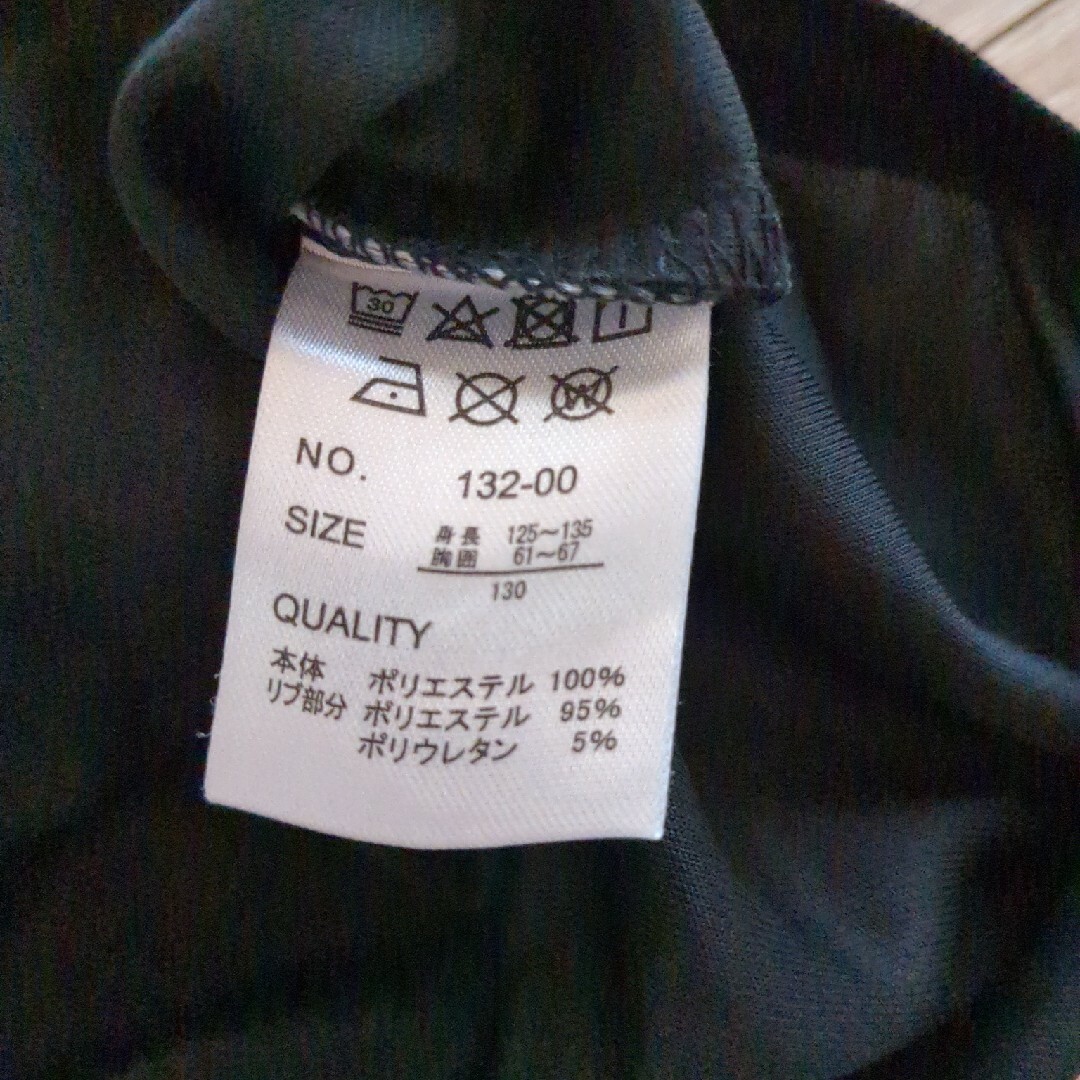 30
W
NO. 132-00
SIZE 身長 125～135
胸囲 61～67
130
QUALITY
本体 ポリエステル 100%
リブ部分 ポリエステル 95%
ポリウレタン 5%